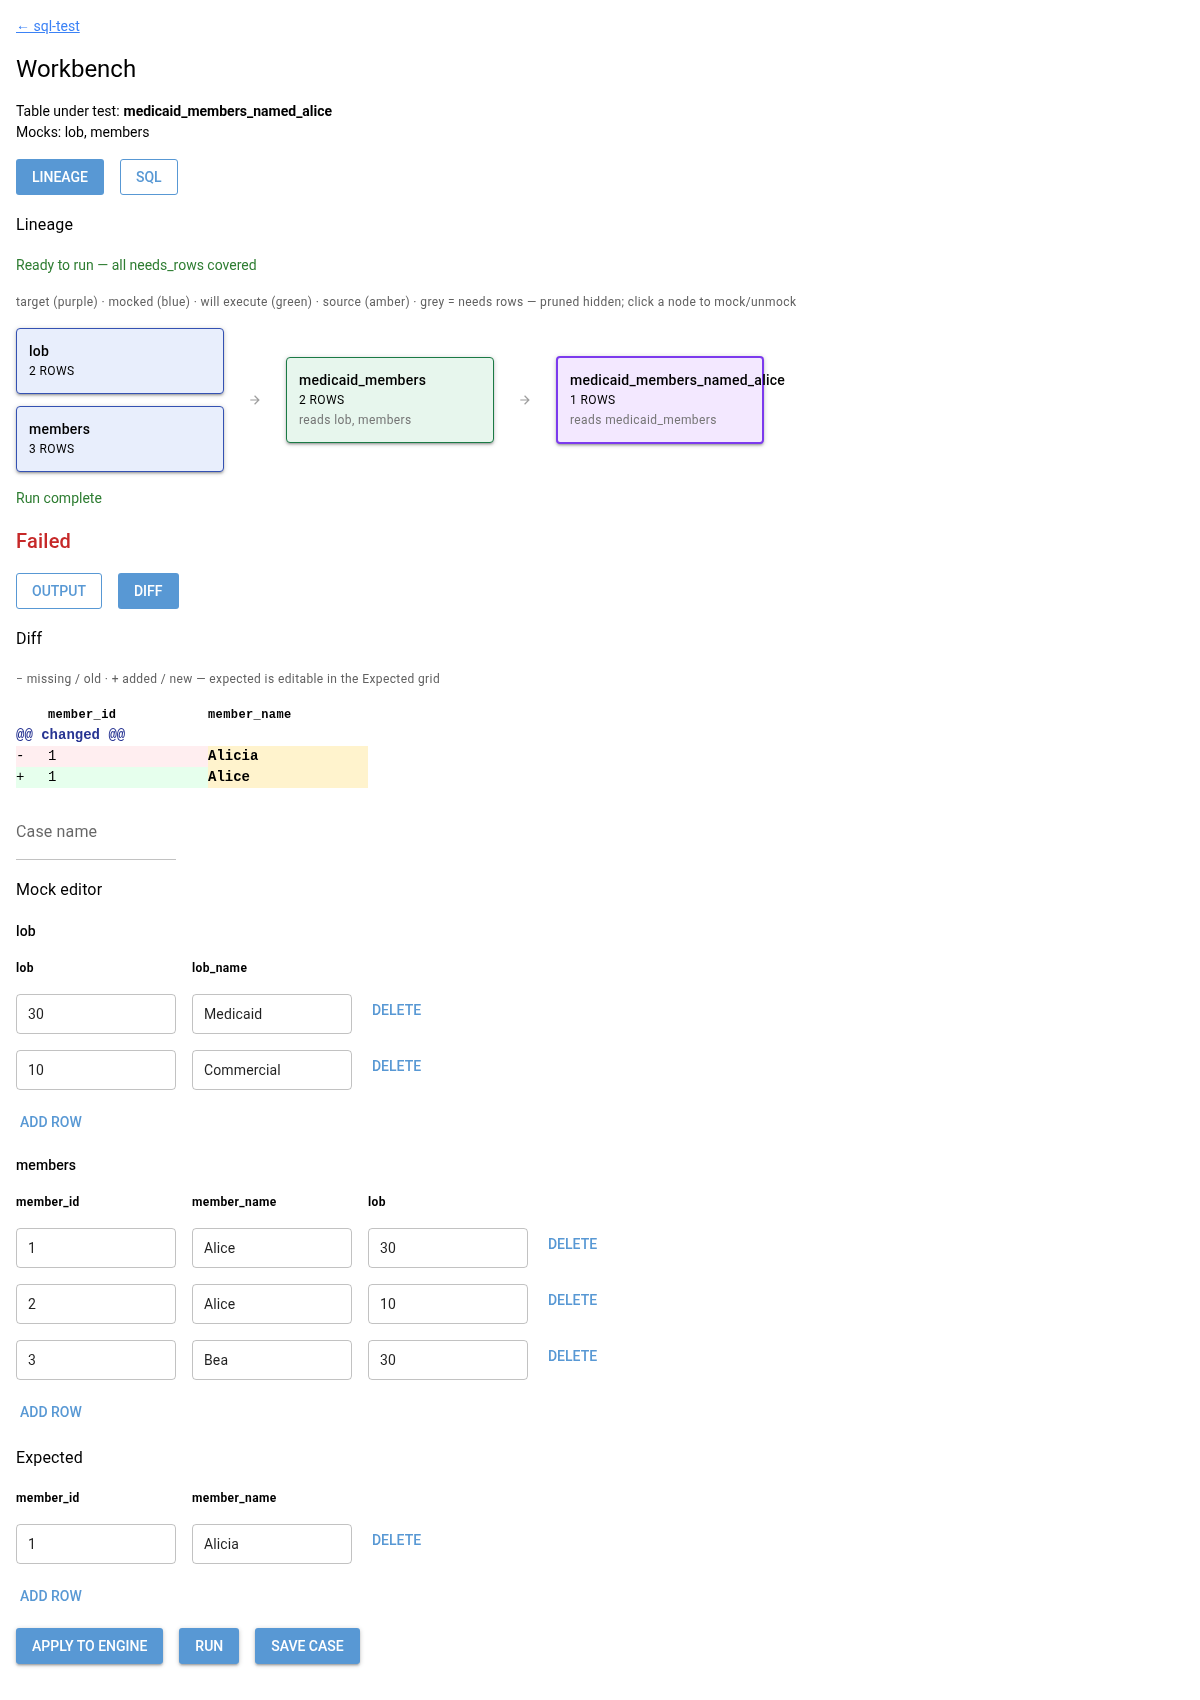 ← sql-test
Workbench
Table under test: medicaid_members_named_alice
Mocks: lob, members
LINEAGE SQL
Lineage
Ready to run — all needs_rows covered
target (purple) · mocked (blue) · will execute (green) · source (amber) · grey = needs rows — pruned hidden; click a node to mock/unmock
lob
2 ROWS
members
3 ROWS
→
medicaid_members
2 ROWS
reads lob, members
→
medicaid_members_named_alice
1 ROWS
reads medicaid_members
Run complete
Failed
OUTPUT DIFF
Diff
− missing / old · + added / new — expected is editable in the Expected grid
member_id member_name
@@ changed @@
- 1 Alicia
+ 1 Alice
Case name
Mock editor
lob
lob lob_name
30 Medicaid DELETE
10 Commercial DELETE
ADD ROW
members
member_id member_name lob
1 Alice 30 DELETE
2 Alice 10 DELETE
3 Bea 30 DELETE
ADD ROW
Expected
member_id member_name
1 Alicia DELETE
ADD ROW
APPLY TO ENGINE RUN SAVE CASE